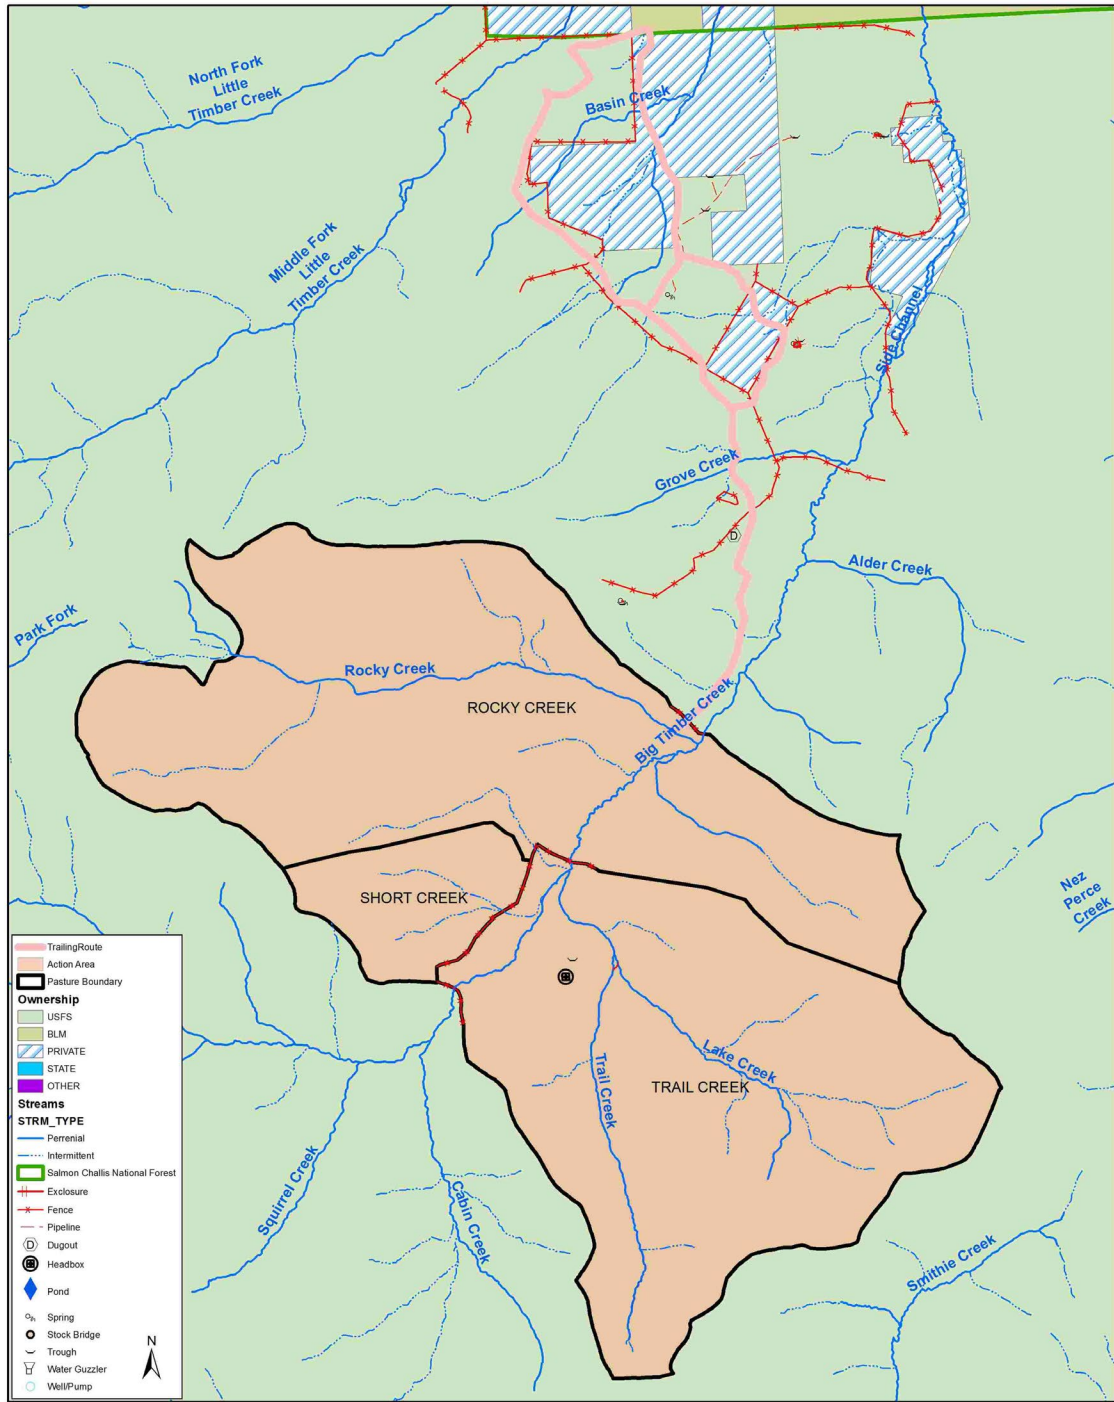 North Fork
Little
Timber Creek
Basin Creek
Middle Fork
Little
Timber Creek
Side Channel
Grove Creek
D
Alder Creek
Park Fork
Rocky Creek
ROCKY CREEK
Big Timber Creek
Nez
Perce
Creek
SHORT CREEK
Lake Creek
Trail Creek
TRAIL CREEK
Squirrel Creek
Cabin Creek
Smithie Creek
TrailingRoute
Action Area
Pasture Boundary
Ownership
USFS
BLM
PRIVATE
STATE
OTHER
Streams
STRM_TYPE
Perrenial
Intermittent
Salmon Challis National Forest
Exclosure
Fence
Pipeline
D Dugout
Headbox
Pond
Spring
Stock Bridge
Trough
Water Guzzler
Well/Pump
N